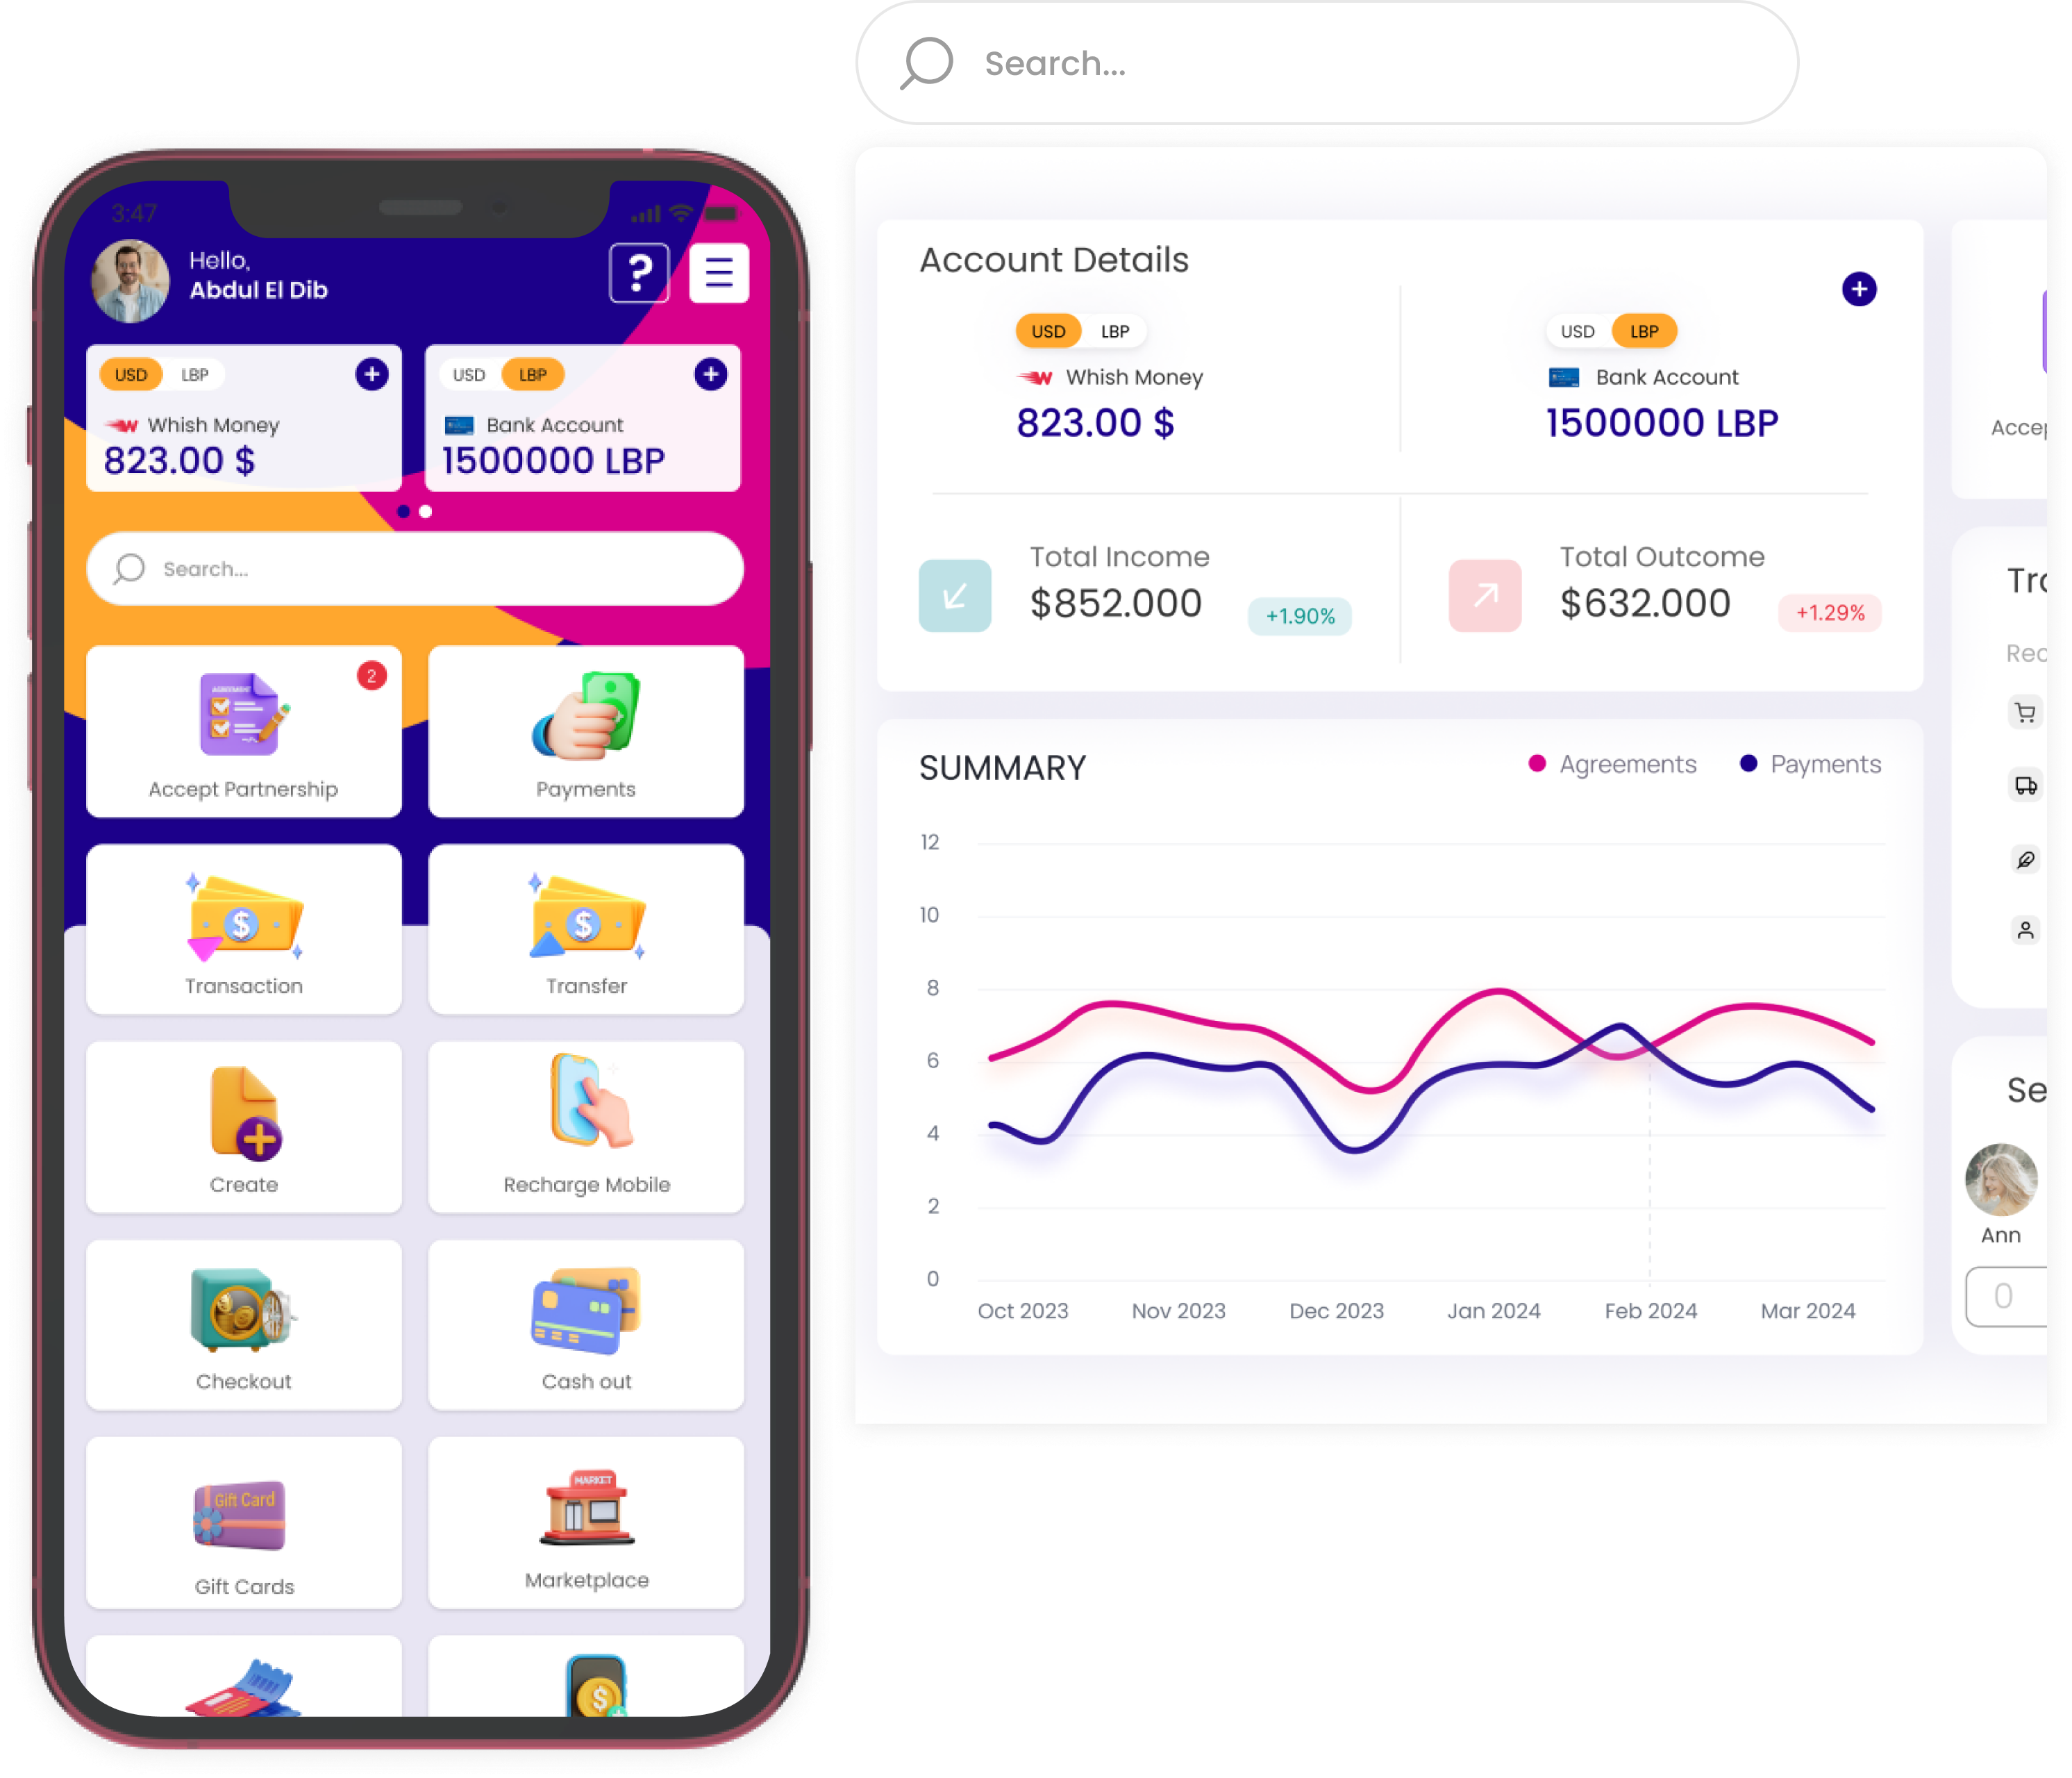 Search...
3:47
Hello,
Abdul El Dib
?
USD LBP
Whish Money
823.00 $
USD LBP
Bank Account
1500000 LBP
Search...
AGREEMENT
2
Accept Partnership
Payments
Transaction
Transfer
Create
Recharge Mobile
Checkout
Cash out
Gift Card
Gift Cards
MARKET
Marketplace
Account Details
USD LBP
Whish Money
823.00 $
USD LBP
Bank Account
1500000 LBP
Total Income
$852.000
+1.90%
Total Outcome
$632.000
+1.29%
SUMMARY
Agreements
Payments
12
10
8
6
4
2
0
Oct 2023 Nov 2023 Dec 2023 Jan 2024 Feb 2024 Mar 2024
Accep
Tra
Rec
Se
Ann
0